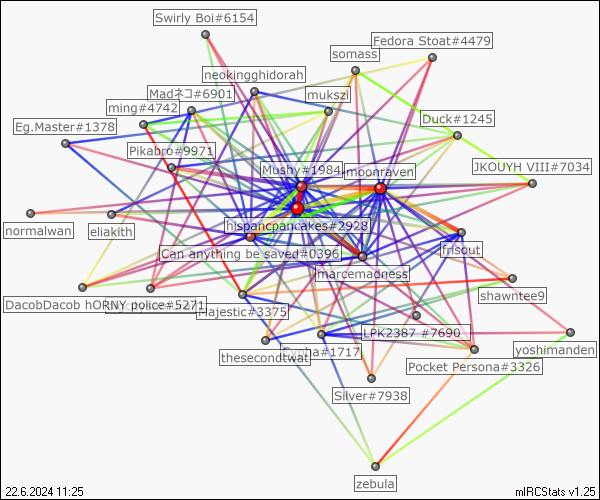 Swirly Boi#6154
Fedora Stoat#4479
somass
neokingghidorah
Madネコ#6901
mukszi
ming#4742
Duck#1245
Eg.Master#1378
Pikabro#9971
Mushy#1984
moonraven
JKOUYH VIII#7034
normalwan
eliakith
hispancpancakes#2928
frisout
Can anything be saved#0396
marcemadness
DacobDacob hORNY police#5271
Majestic#3375
shawntee9
LPK2387 #7690
thesecondtwat
#1717
yoshimanden
Pocket Persona#3326
Silver#7938
zebula
22.6.2024 11:25
mIRCStats v1.25